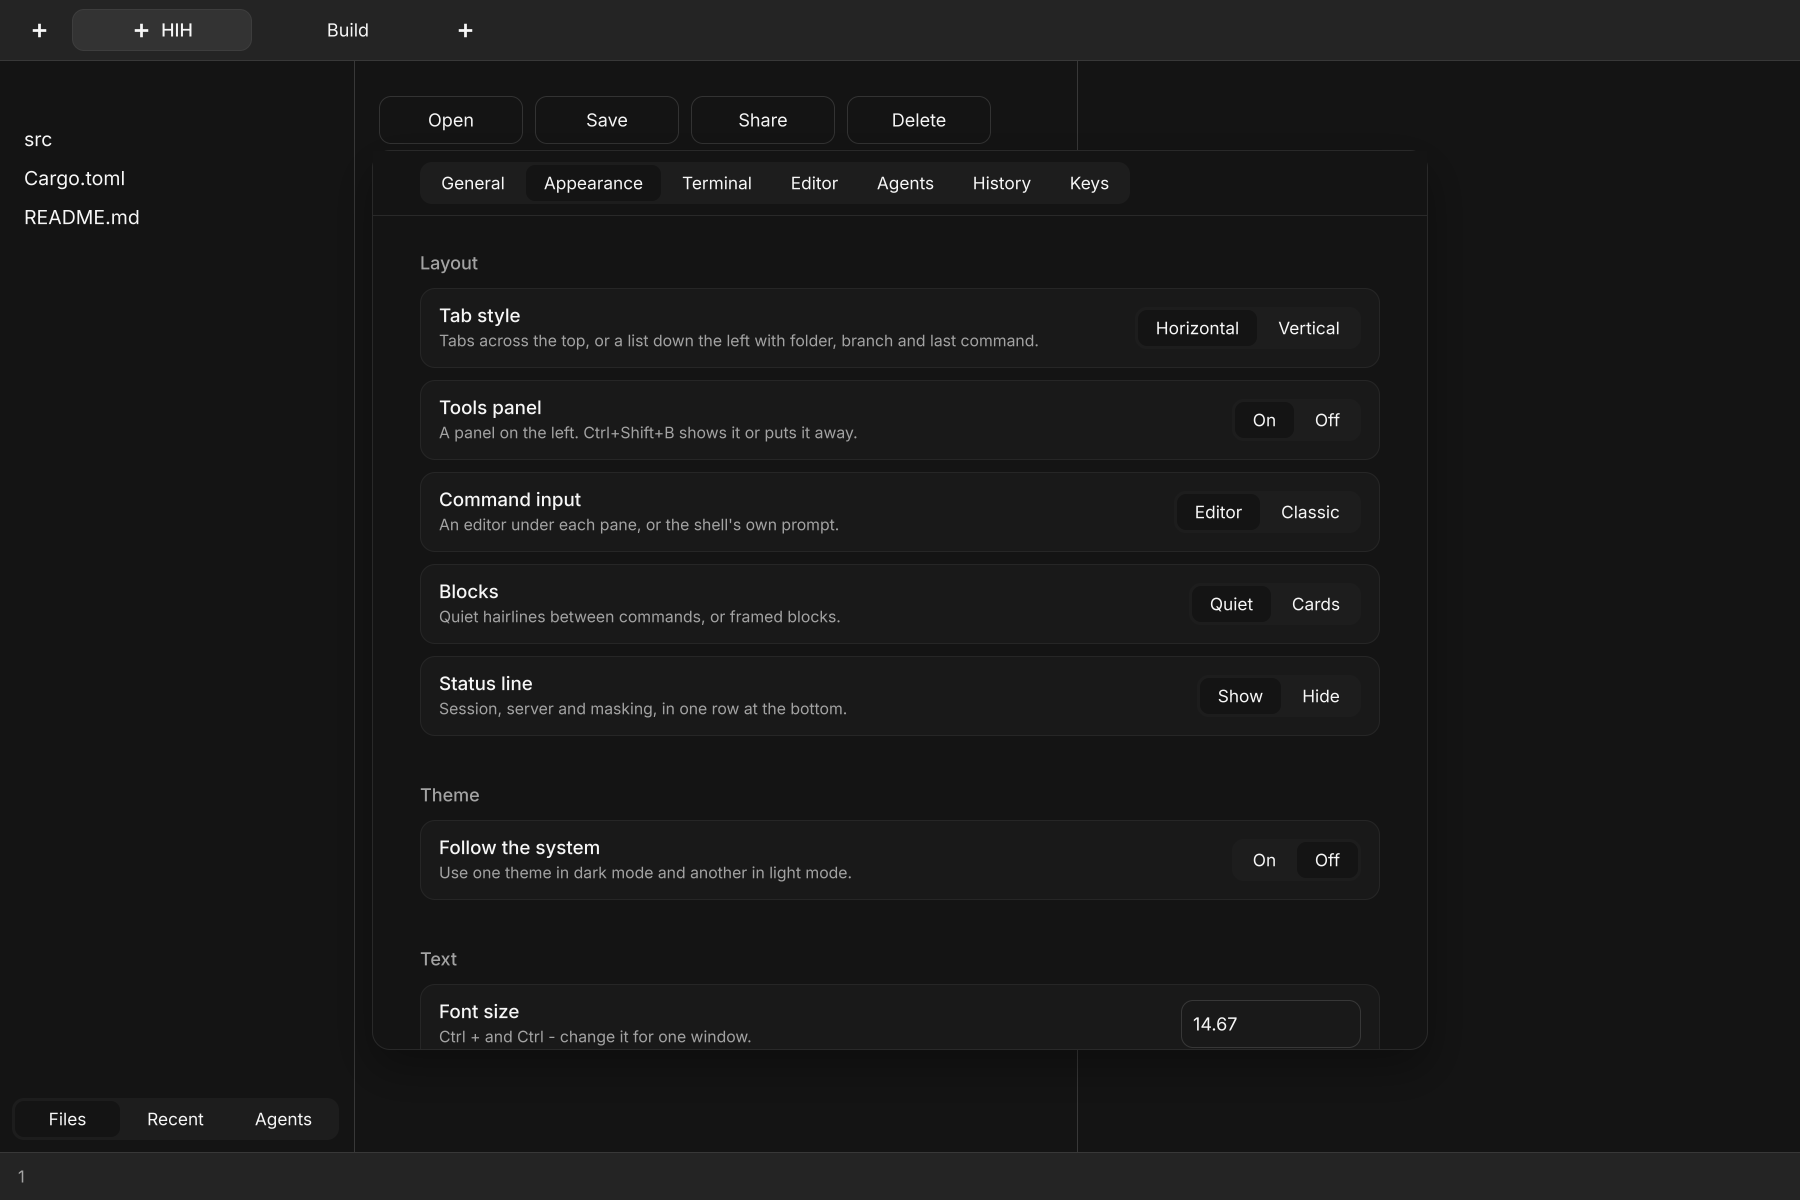 + + HIH Build +
src
Cargo.toml
README.md
Open Save Share Delete
General Appearance Terminal Editor Agents History Keys
Layout
Tab style
Tabs across the top, or a list down the left with folder, branch and last command.
Horizontal Vertical
Tools panel
A panel on the left. Ctrl+Shift+B shows it or puts it away.
On Off
Command input
An editor under each pane, or the shell's own prompt.
Editor Classic
Blocks
Quiet hairlines between commands, or framed blocks.
Quiet Cards
Status line
Session, server and masking, in one row at the bottom.
Show Hide
Theme
Follow the system
Use one theme in dark mode and another in light mode.
On Off
Text
Font size
Ctrl + and Ctrl - change it for one window.
14.67
Files Recent Agents
1